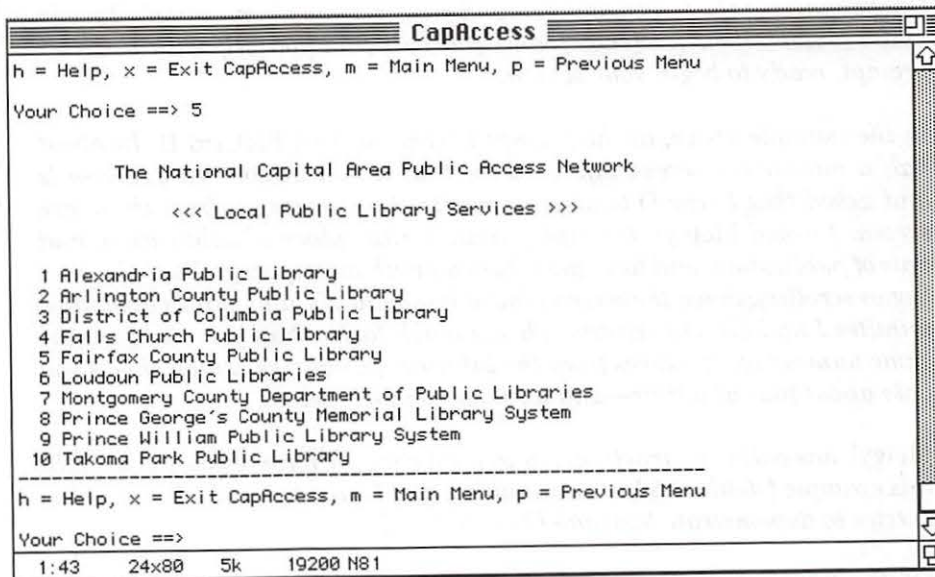 CapAccess
h = Help, x = Exit CapAccess, m = Main Menu, p = Previous Menu
Your Choice ==> 5
The National Capital Area Public Access Network
<<< Local Public Library Services >>>
1 Alexandria Public Library
2 Arlington County Public Library
3 District of Columbia Public Library
4 Falls Church Public Library
5 Fairfax County Public Library
6 Loudoun Public Libraries
7 Montgomery County Department of Public Libraries
8 Prince George's County Memorial Library System
9 Prince William Public Library System
10 Takoma Park Public Library
------------------------------------------------------------
h = Help, x = Exit CapAccess, m = Main Menu, p = Previous Menu
Your Choice ==>
1:43 24x80 5k 19200 N81